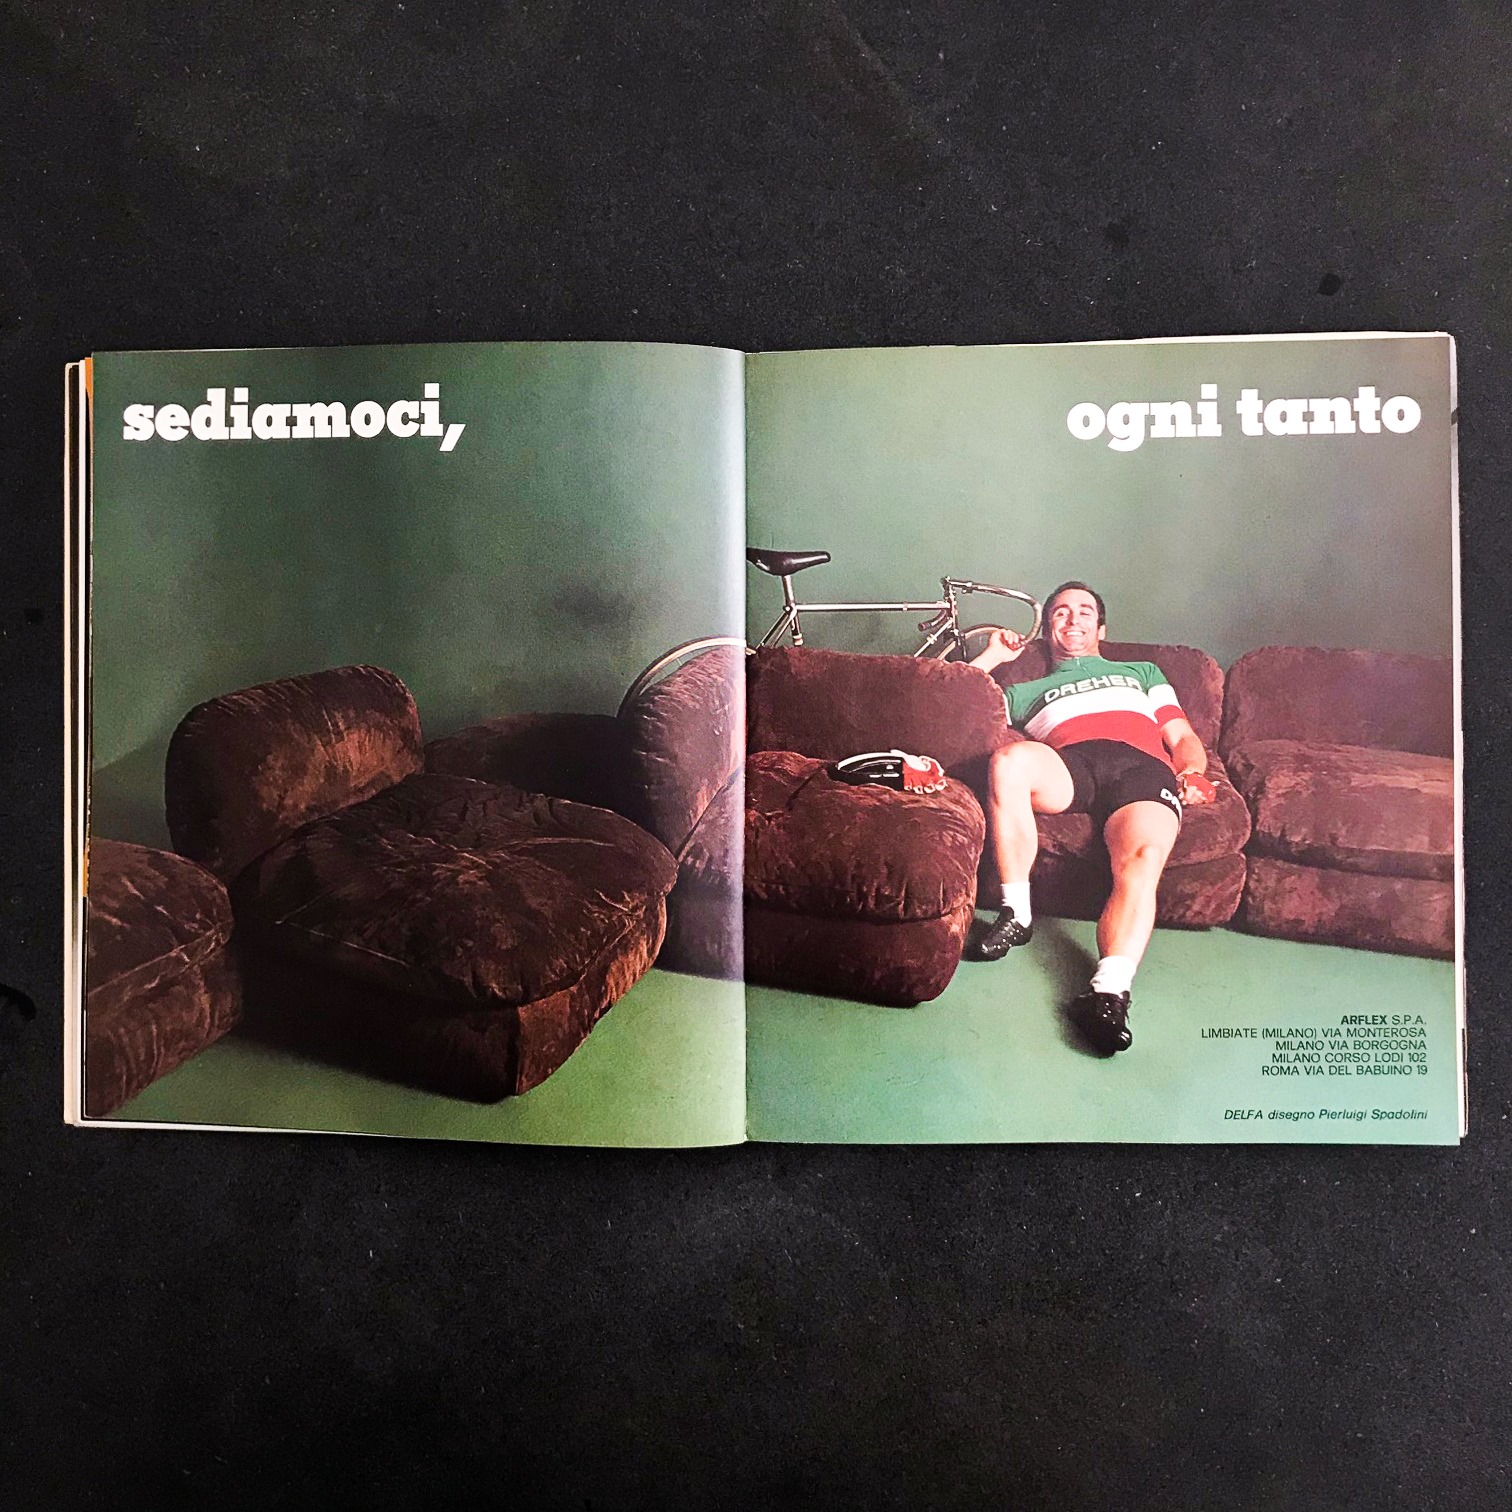 sediamoci,
ogni tanto
DREHER
ARFLEX S.P.A.
LIMBIATE (MILANO) VIA MONTEROSA
MILANO VIA BORGOGNA
MILANO CORSO LODI 102
ROMA VIA DEL BABUINO 19
DELFA disegno Pierluigi Spadolini